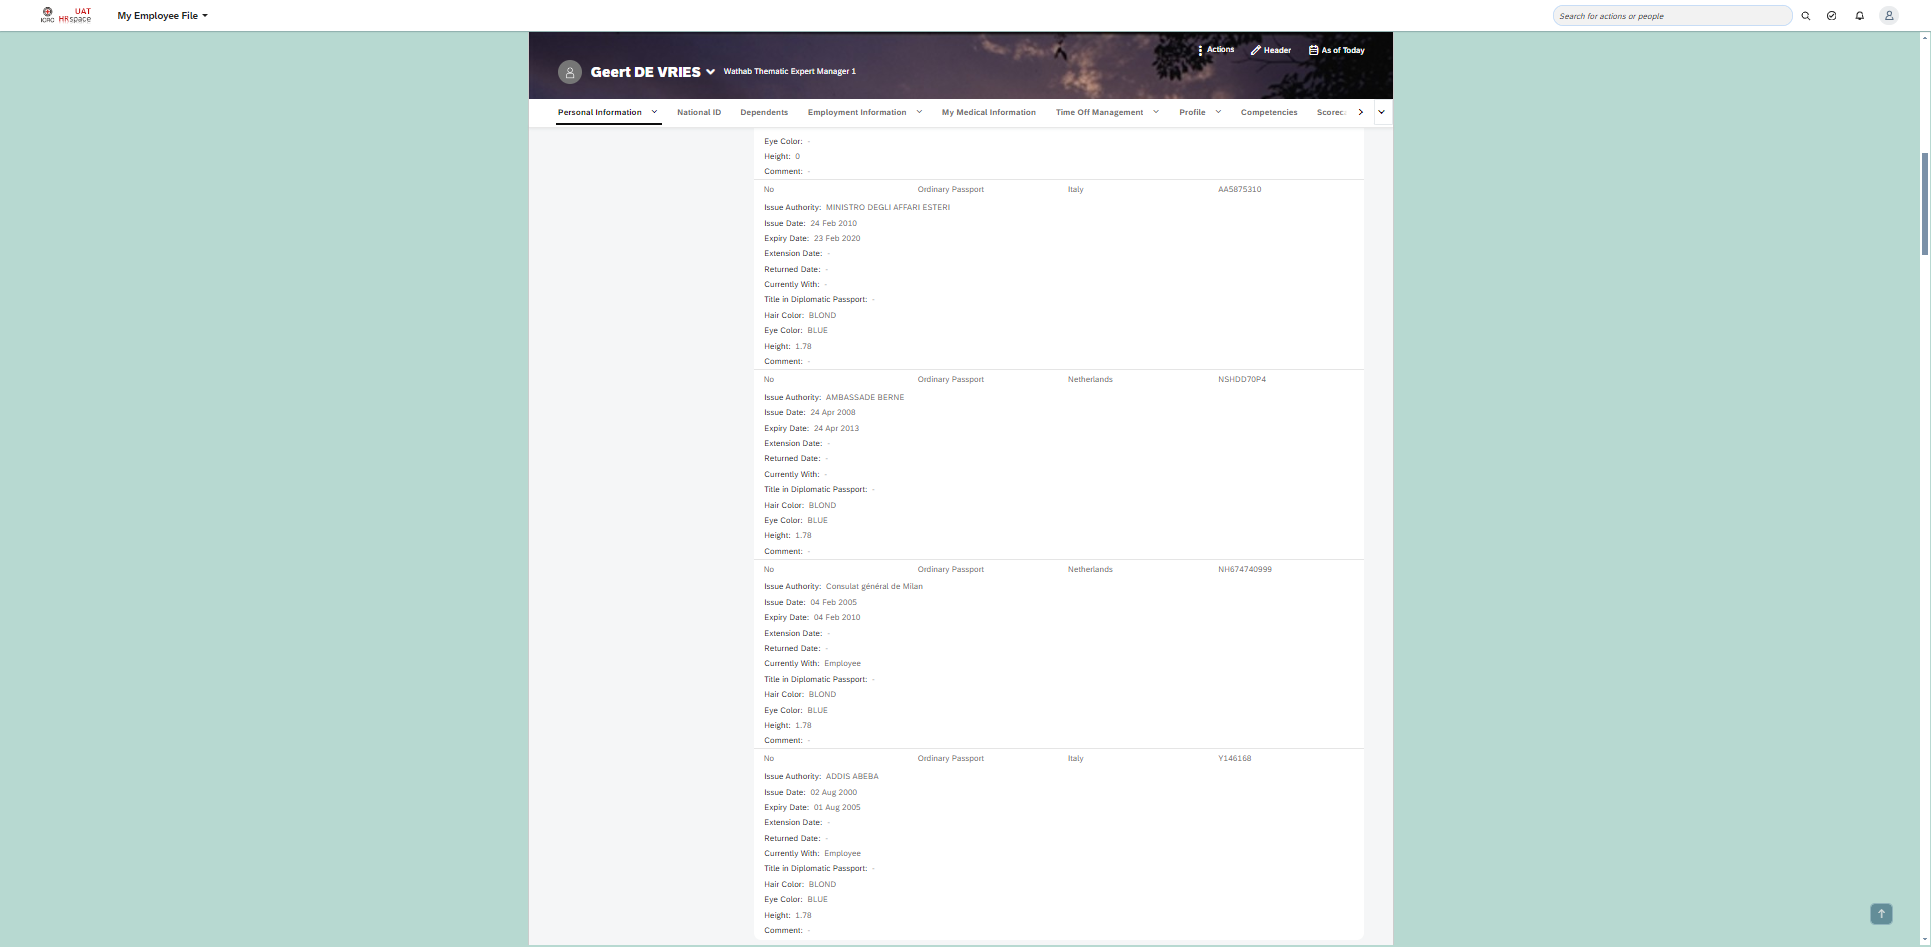 ICRC UAT HRspace My Employee File Search for actions or people
Actions Header As of Today
Geert DE VRIES Wathab Thematic Expert Manager 1
Personal Information National ID Dependents Employment Information My Medical Information Time Off Management Profile Competencies Scorec
Eye Color: -
Height: 0
Comment: -
No Ordinary Passport Italy AA5875310
Issue Authority: MINISTRO DEGLI AFFARI ESTERI
Issue Date: 24 Feb 2010
Expiry Date: 23 Feb 2020
Extension Date: -
Returned Date: -
Currently With: -
Title in Diplomatic Passport: -
Hair Color: BLOND
Eye Color: BLUE
Height: 1.78
Comment: -
No Ordinary Passport Netherlands NSHDD70P4
Issue Authority: AMBASSADE BERNE
Issue Date: 24 Apr 2008
Expiry Date: 24 Apr 2013
Extension Date: -
Returned Date: -
Currently With: -
Title in Diplomatic Passport: -
Hair Color: BLOND
Eye Color: BLUE
Height: 1.78
Comment: -
No Ordinary Passport Netherlands NH674740999
Issue Authority: Consulat général de Milan
Issue Date: 04 Feb 2005
Expiry Date: 04 Feb 2010
Extension Date: -
Returned Date: -
Currently With: Employee
Title in Diplomatic Passport: -
Hair Color: BLOND
Eye Color: BLUE
Height: 1.78
Comment: -
No Ordinary Passport Italy Y146168
Issue Authority: ADDIS ABEBA
Issue Date: 02 Aug 2000
Expiry Date: 01 Aug 2005
Extension Date: -
Returned Date: -
Currently With: Employee
Title in Diplomatic Passport: -
Hair Color: BLOND
Eye Color: BLUE
Height: 1.78
Comment: -